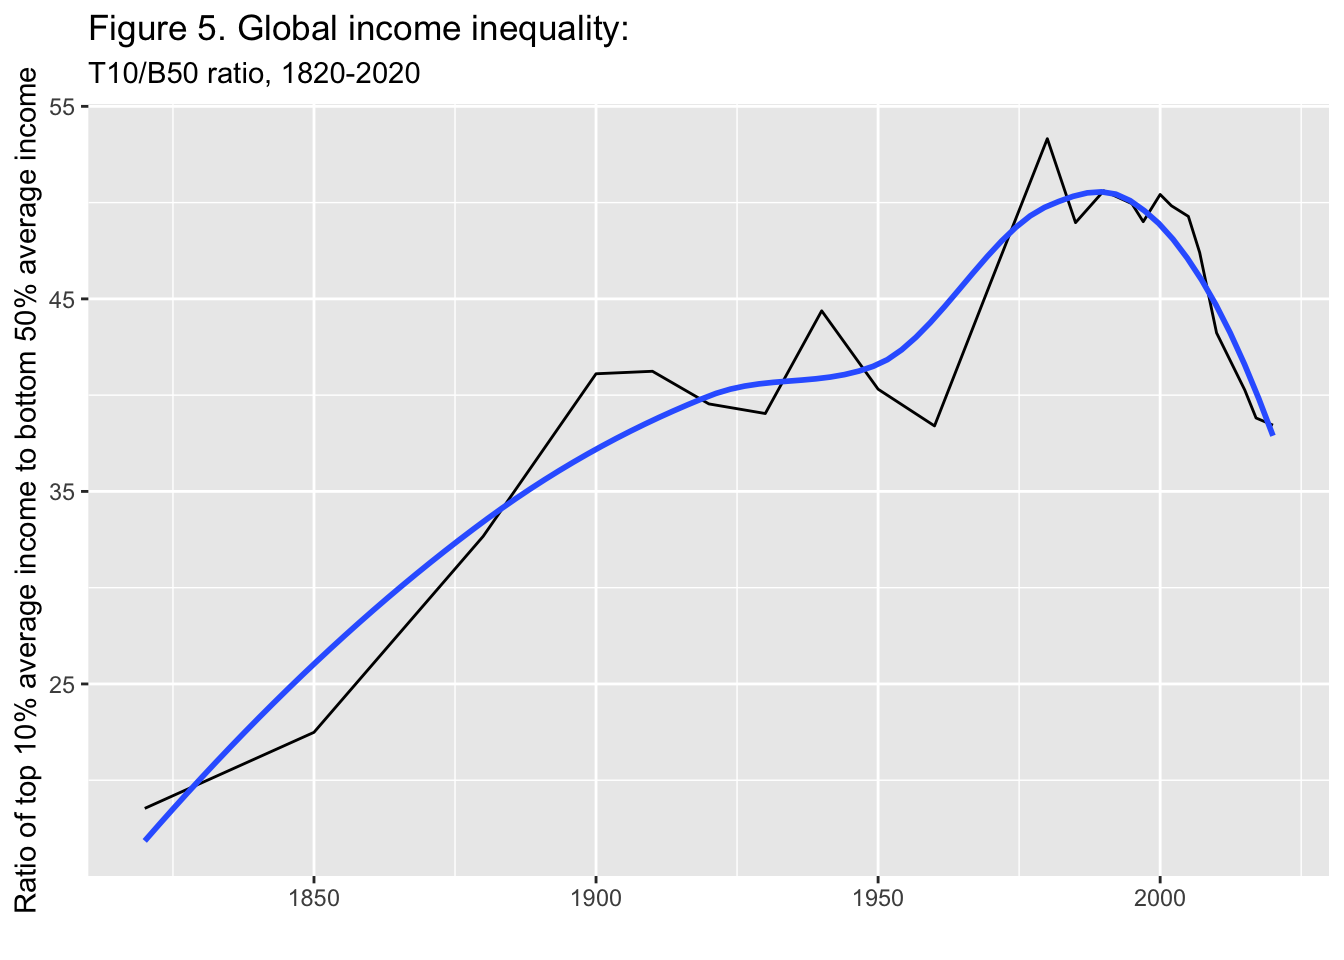 Figure 5. Global income inequality:
T10/B50 ratio, 1820-2020
Ratio of top 10% average income to bottom 50% average income
55
45
35
25
1850
1900
1950
2000